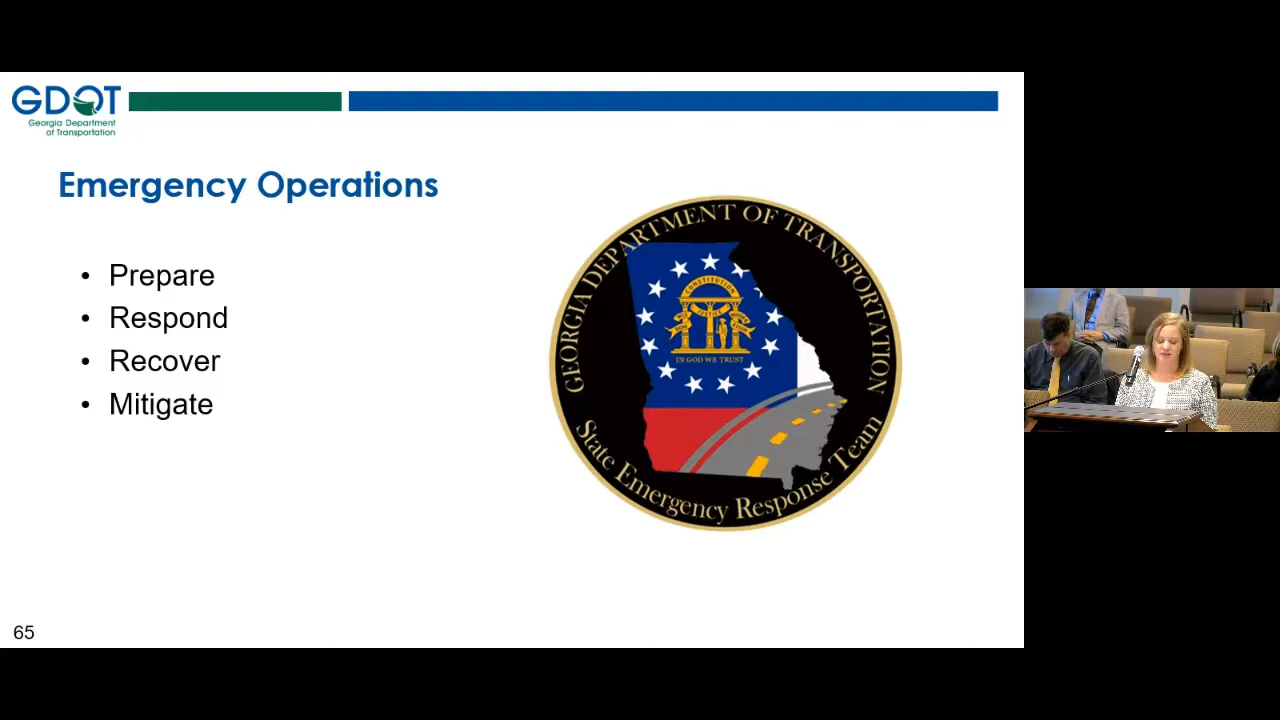 GDOT
Georgia Department
of Transportation
Emergency Operations
• Prepare
• Respond
• Recover
• Mitigate
GEORGIA DEPARTMENT OF TRANSPORTATION
CONSTITUTION
JUSTICE
IN GOD WE TRUST
State Emergency Response Team
65